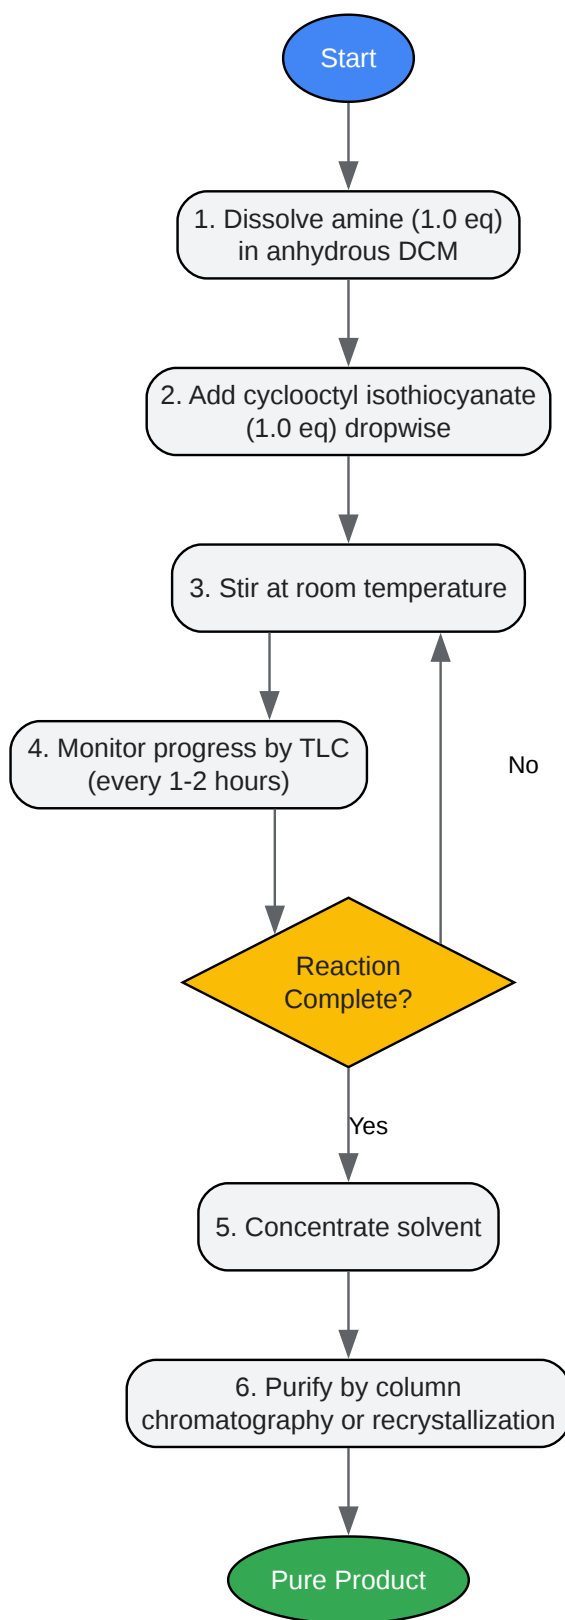 Start
1. Dissolve amine (1.0 eq)
in anhydrous DCM
2. Add cyclooctyl isothiocyanate
(1.0 eq) dropwise
3. Stir at room temperature
4. Monitor progress by TLC
(every 1-2 hours)
No
Reaction
Complete?
Yes
5. Concentrate solvent
6. Purify by column
chromatography or recrystallization
Pure Product